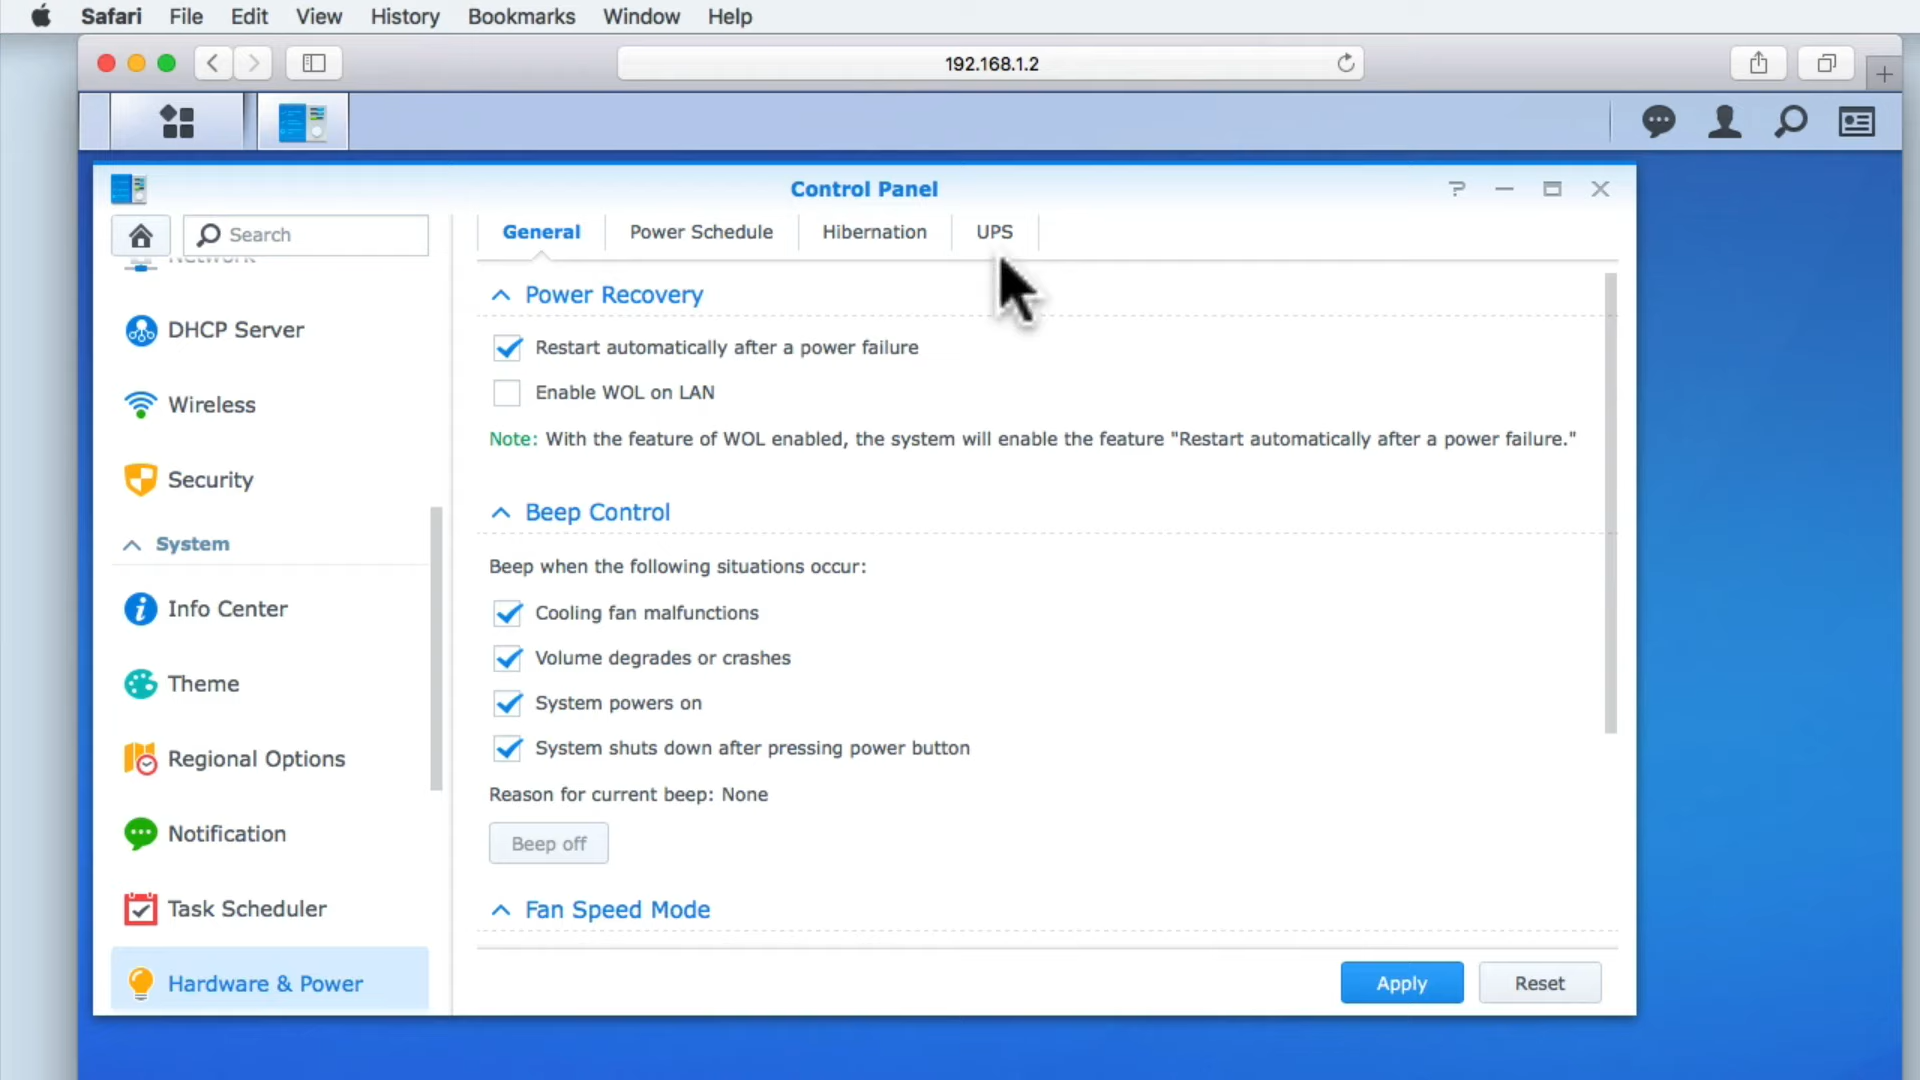 Safari File Edit View History Bookmarks Window Help
192.168.1.2
Control Panel
Search
General Power Schedule Hibernation UPS
Network
DHCP Server
Wireless
Security
System
Info Center
Theme
Regional Options
Notification
Task Scheduler
Hardware & Power
Power Recovery
Restart automatically after a power failure
Enable WOL on LAN
Note: With the feature of WOL enabled, the system will enable the feature "Restart automatically after a power failure."
Beep Control
Beep when the following situations occur:
Cooling fan malfunctions
Volume degrades or crashes
System powers on
System shuts down after pressing power button
Reason for current beep: None
Beep off
Fan Speed Mode
Apply Reset